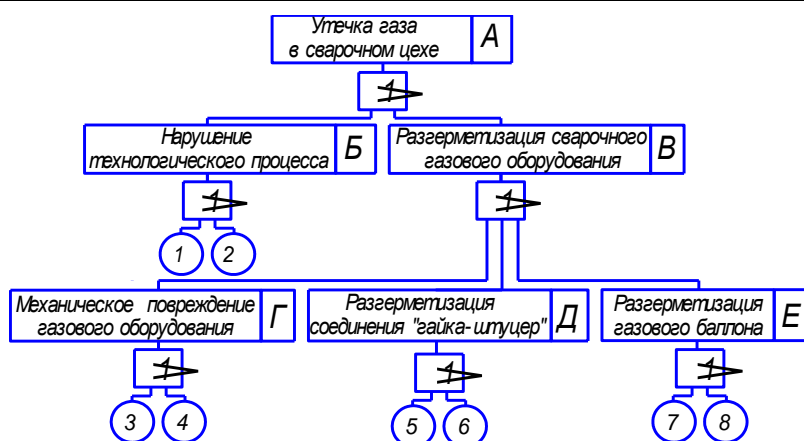 Утечка газа
в сварочном цехе
А
1
Нарушение
технологического процесса
Б
Разгерметизация сварочного
газового оборудования
В
1
1
1
2
Механическое повреждение
газового оборудования
Г
Разгерметизация
соединения "гайка-штуцер"
Д
Разгерметизация
газового баллона
Е
1
1
1
3
4
5
6
7
8